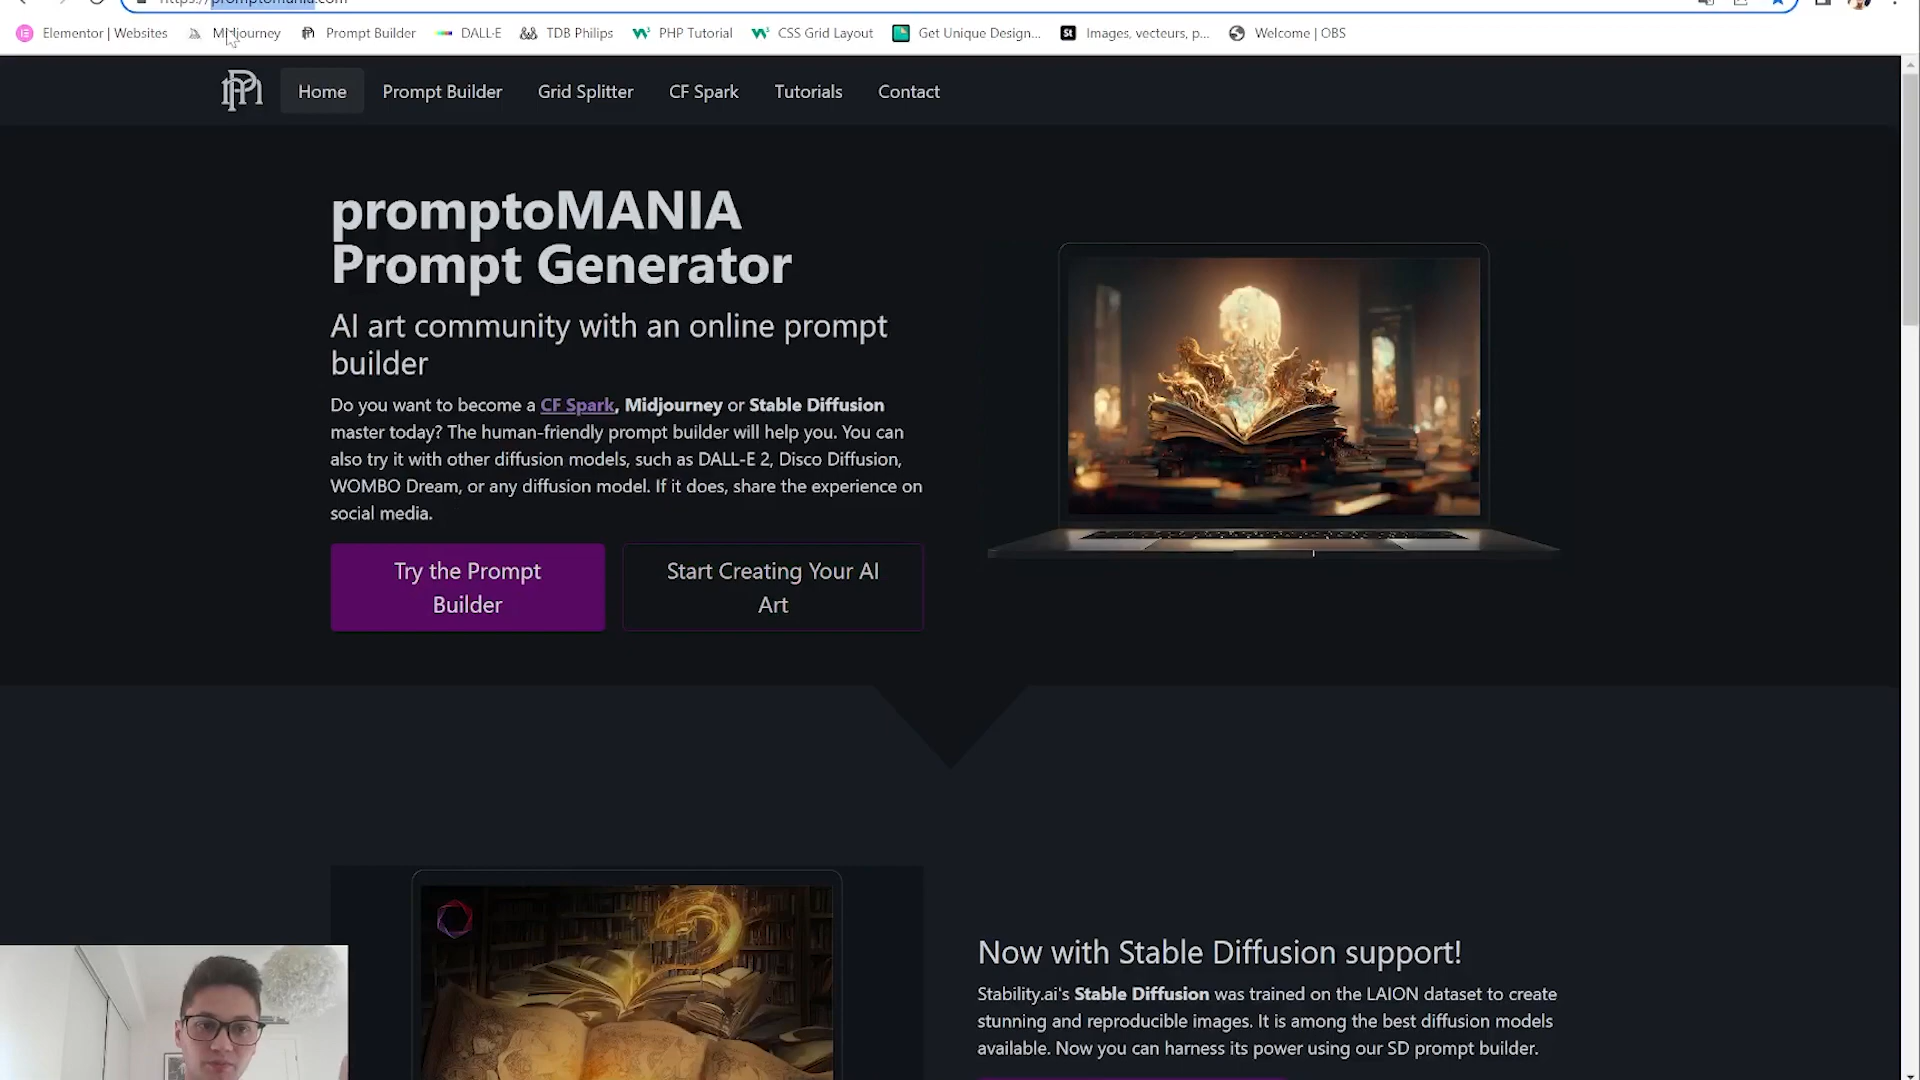 https://promptomania.com
Elementor | Websites Midjourney Prompt Builder DALL·E TDB Philips PHP Tutorial CSS Grid Layout Get Unique Design... St Images, vecteurs, p... Welcome | OBS
Home Prompt Builder Grid Splitter CF Spark Tutorials Contact
promptoMANIA
Prompt Generator
AI art community with an online prompt
builder
Do you want to become a CF Spark, Midjourney or Stable Diffusion
master today? The human-friendly prompt builder will help you. You can
also try it with other diffusion models, such as DALL-E 2, Disco Diffusion,
WOMBO Dream, or any diffusion model. If it does, share the experience on
social media.
Try the Prompt
Builder
Start Creating Your AI
Art
Now with Stable Diffusion support!
Stability.ai's Stable Diffusion was trained on the LAION dataset to create
stunning and reproducible images. It is among the best diffusion models
available. Now you can harness its power using our SD prompt builder.